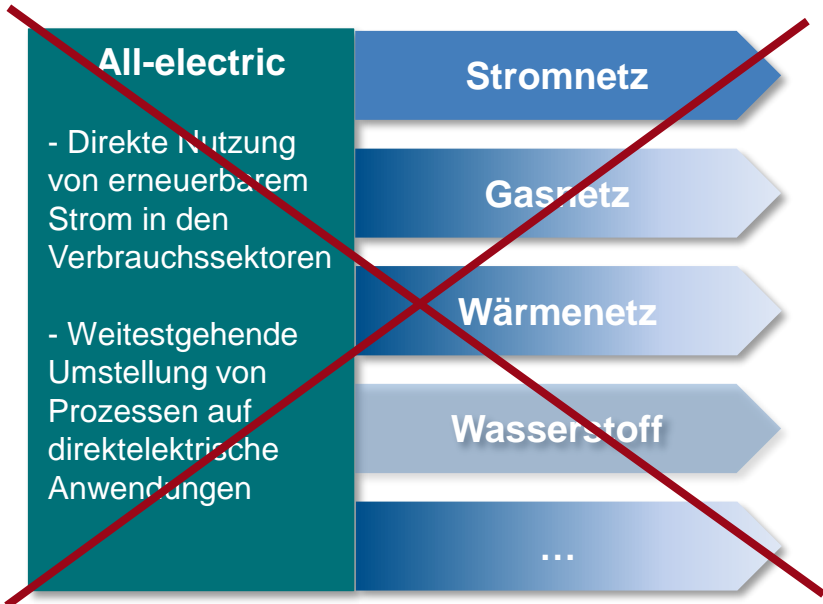 All-electric
- Direkte Nutzung
von erneuerbarem
Strom in den
Verbrauchssektoren
- Weitestgehende
Umstellung von
Prozessen auf
direktelektrische
Anwendungen
Stromnetz
Gasnetz
Wärmenetz
Wasserstoff
...